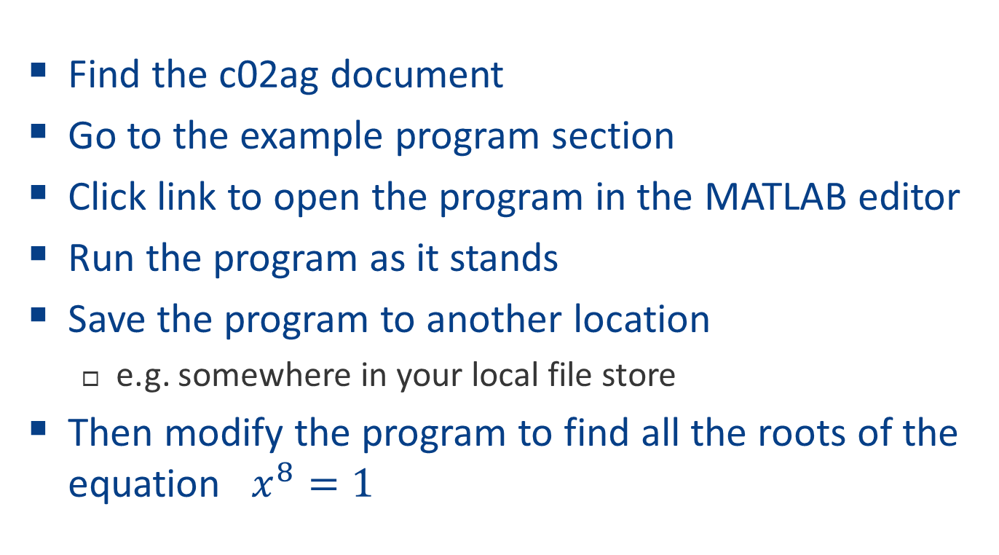 ▪ Find the c02ag document
▪ Go to the example program section
▪ Click link to open the program in the MATLAB editor
▪ Run the program as it stands
▪ Save the program to another location
□ e.g. somewhere in your local file store
▪ Then modify the program to find all the roots of the
equation x⁸ = 1